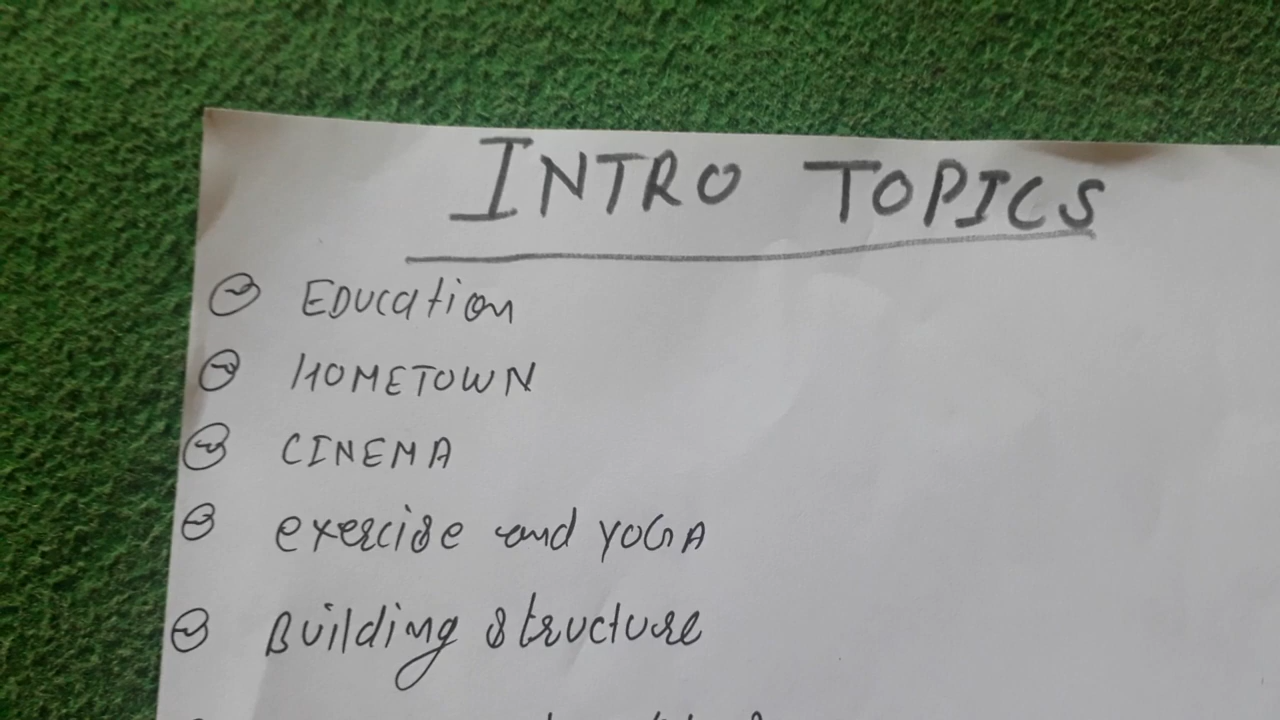 INTRO TOPICS
EDUCation
HOMETOWN
CINEMA
exercise and YOGA
Building structure